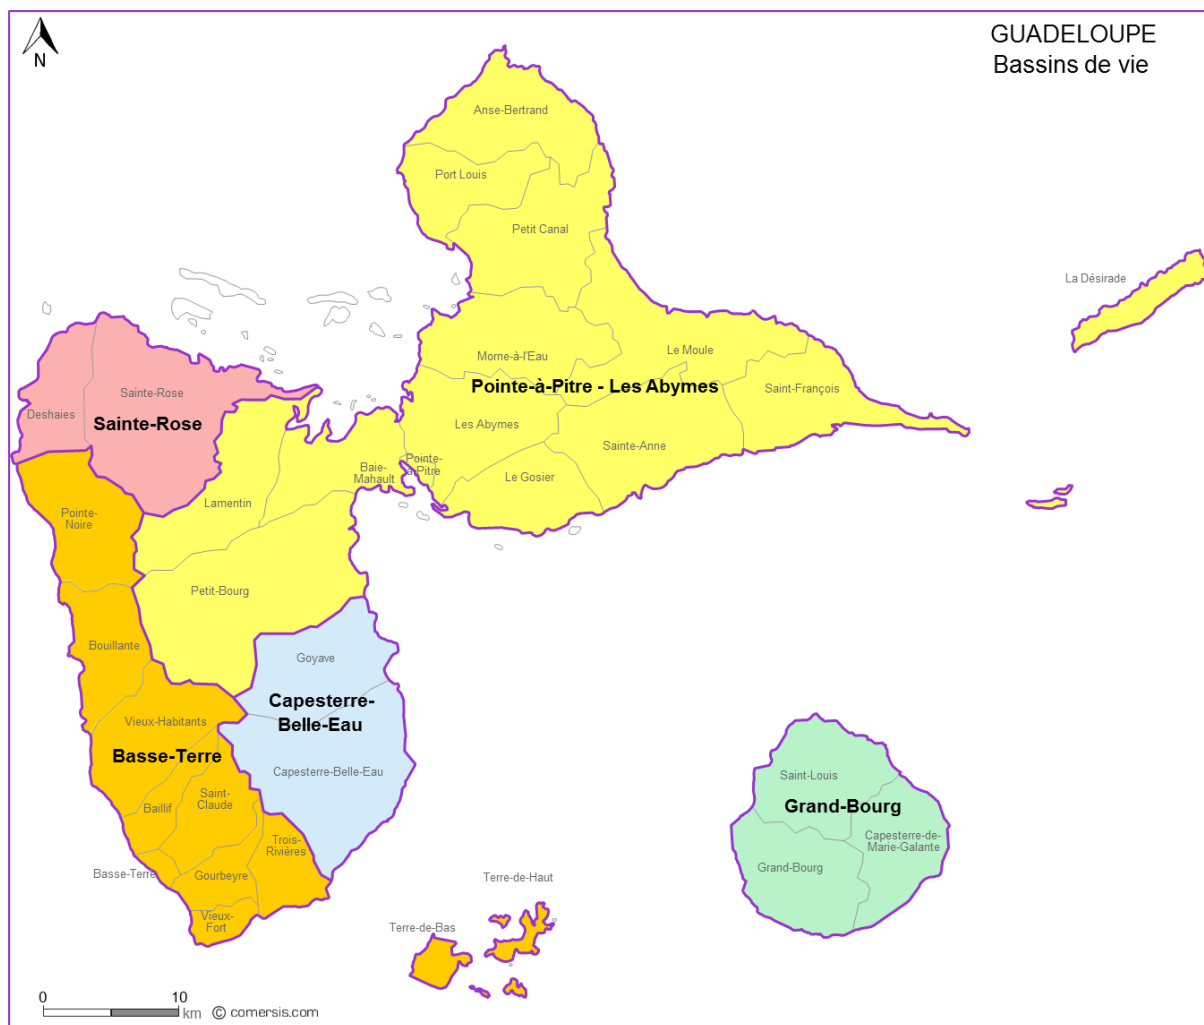 GUADELOUPE
Bassins de vie
N
Anse-Bertrand
Port Louis
Petit Canal
La Désirade
Morne-à-l'Eau
Le Moule
Pointe-à-Pitre - Les Abymes
Saint-François
Sainte-Rose
Deshaies
Sainte-Rose
Les Abymes
Sainte-Anne
Pointe-
à-Pitre
Baie-
Mahault
Le Gosier
Lamentin
Pointe-
Noire
Petit-Bourg
Bouillante
Goyave
Capesterre-
Belle-Eau
Vieux-Habitants
Basse-Terre
Capesterre-Belle-Eau
Saint-
Claude
Baillif
Saint-Louis
Grand-Bourg
Capesterre-de-
Marie-Galante
Grand-Bourg
Trois-
Rivières
Basse-Terre
Gourbeyre
Vieux-
Fort
Terre-de-Haut
Terre-de-Bas
0
10
km
© comersis.com